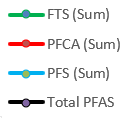 FTS (Sum)
PFCA (Sum)
PFS (Sum)
Total PFAS